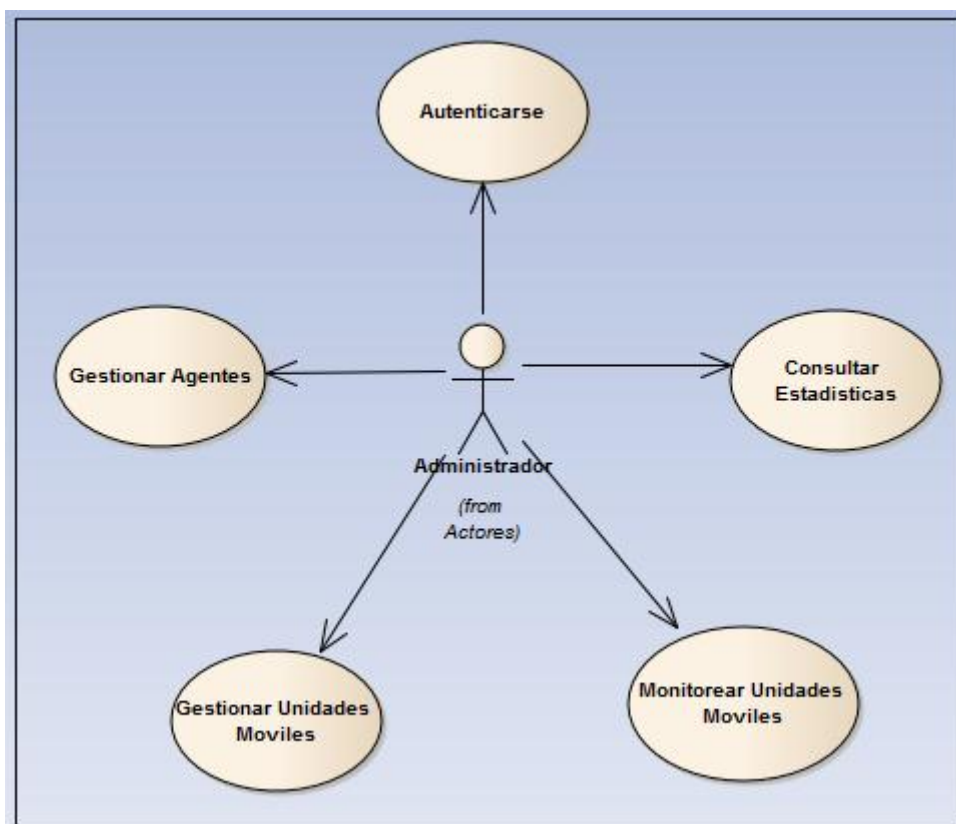 Autenticarse
Gestionar Agentes
Consultar
Estadisticas
Administrador
(from
Actores)
Gestionar Unidades
Moviles
Monitorear Unidades
Moviles